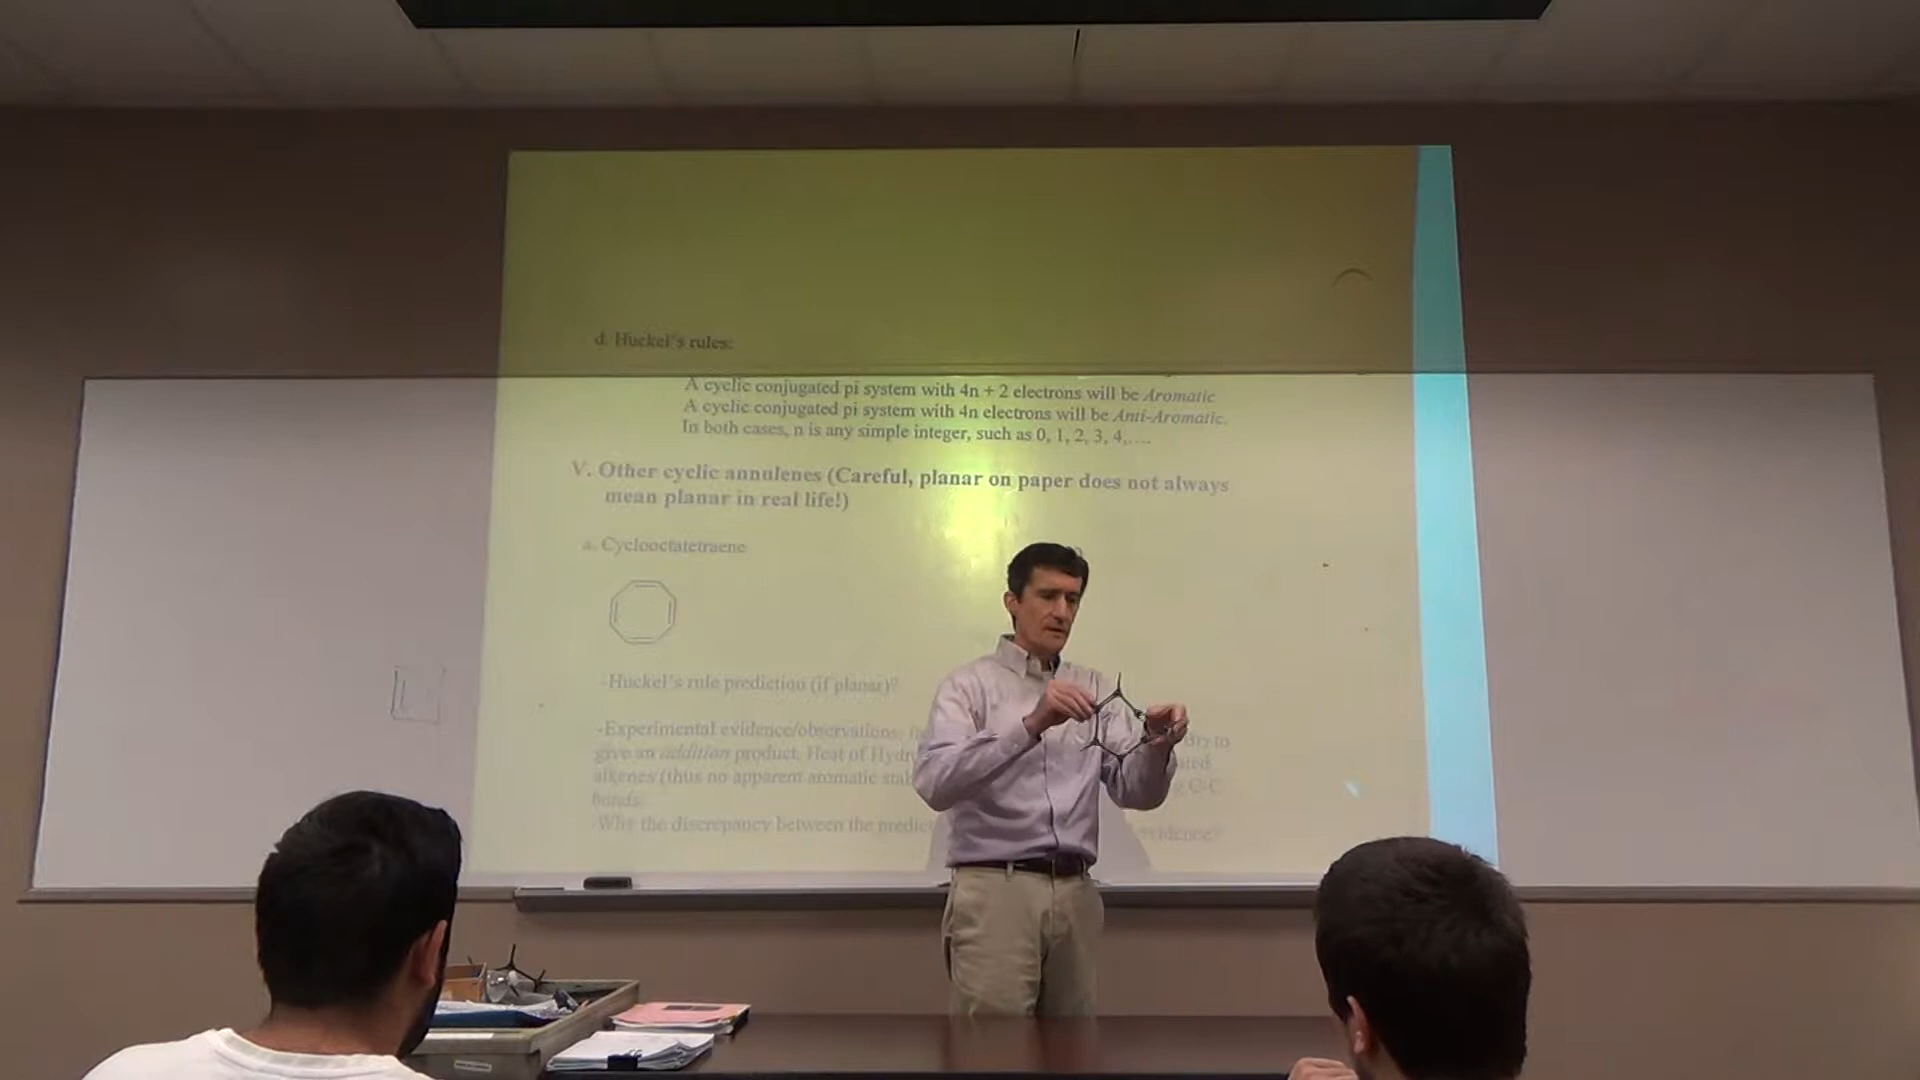 d. Huckel's rules:
A cyclic conjugated pi system with 4n + 2 electrons will be Aromatic
A cyclic conjugated pi system with 4n electrons will be Anti-Aromatic.
In both cases, n is any simple integer, such as 0, 1, 2, 3, 4,....
V. Other cyclic annulenes (Careful, planar on paper does not always
mean planar in real life!)
a. Cyclooctatetraene
-Huckel's rule prediction (if planar)?
-Experimental evidence/observations: Br2 to
give an addition product. Heat of
alkenes (thus no apparent aromatic C-C
bonds.
-Why the discrepancy between the evidence?